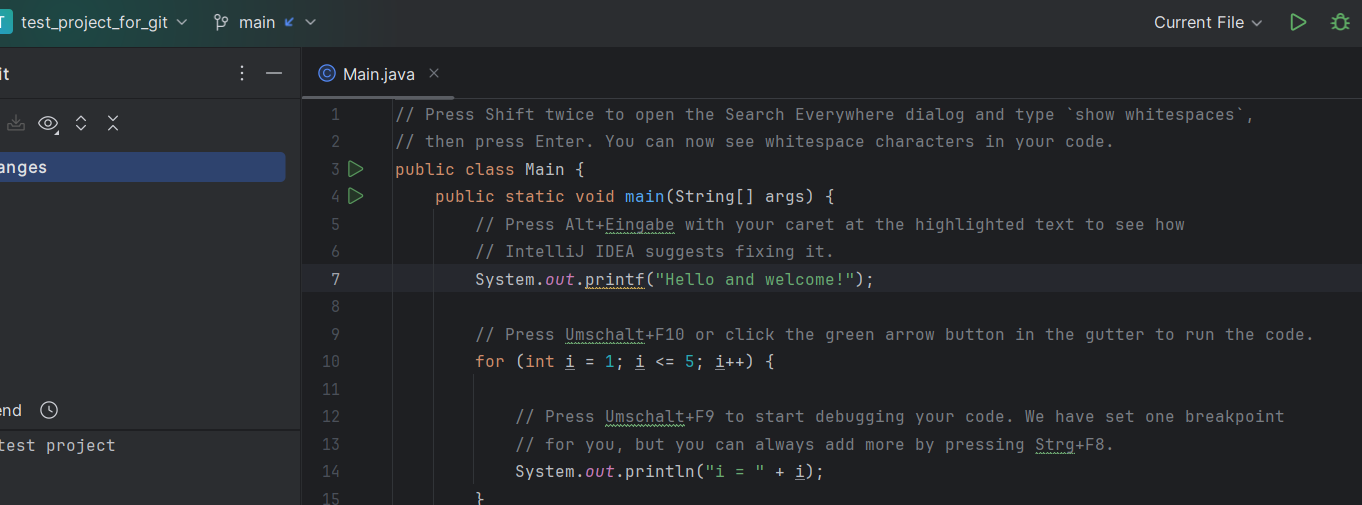 T test_project_for_git main Current File
it
Main.java
anges
end
test project
1 // Press Shift twice to open the Search Everywhere dialog and type `show whitespaces`,
2 // then press Enter. You can now see whitespace characters in your code.
3 public class Main {
4 public static void main(String[] args) {
5 // Press Alt+Eingabe with your caret at the highlighted text to see how
6 // IntelliJ IDEA suggests fixing it.
7 System.out.printf("Hello and welcome!");
8
9 // Press Umschalt+F10 or click the green arrow button in the gutter to run the code.
10 for (int i = 1; i <= 5; i++) {
11
12 // Press Umschalt+F9 to start debugging your code. We have set one breakpoint
13 // for you, but you can always add more by pressing Strg+F8.
14 System.out.println("i = " + i);
15 }